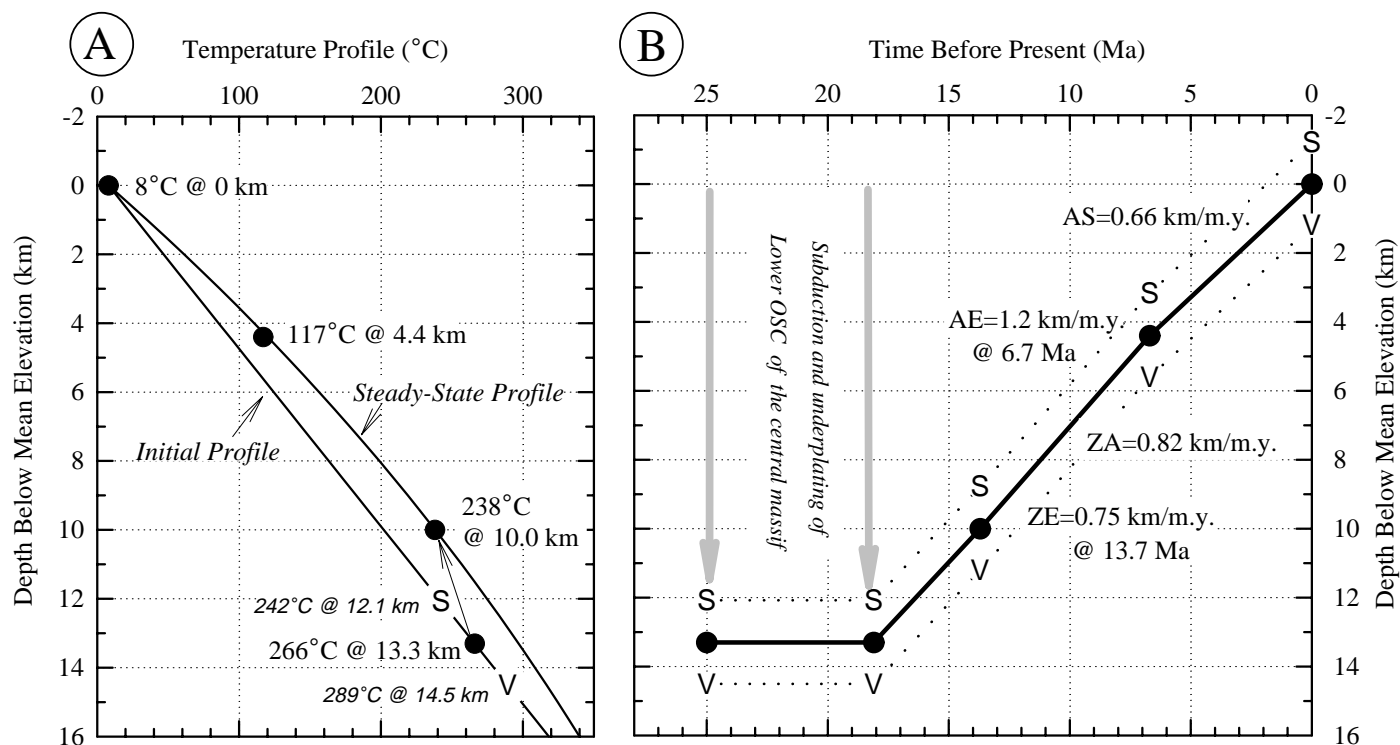 A
Temperature Profile (°C)
0 100 200 300
Depth Below Mean Elevation (km)
-2
0
2
4
6
8
10
12
14
16
8°C @ 0 km
117°C @ 4.4 km
Steady-State Profile
Initial Profile
238°C
@ 10.0 km
S
242°C @ 12.1 km
266°C @ 13.3 km
V
289°C @ 14.5 km
B
Time Before Present (Ma)
25 20 15 10 5 0
-2
0
2
4
6
8
10
12
14
16
Depth Below Mean Elevation (km)
Subduction and underplating of
Lower OSC of the central massif
S
V
AS=0.66 km/m.y.
S
AE=1.2 km/m.y.
@ 6.7 Ma
V
ZA=0.82 km/m.y.
S
ZE=0.75 km/m.y.
@ 13.7 Ma
V
S S
V V